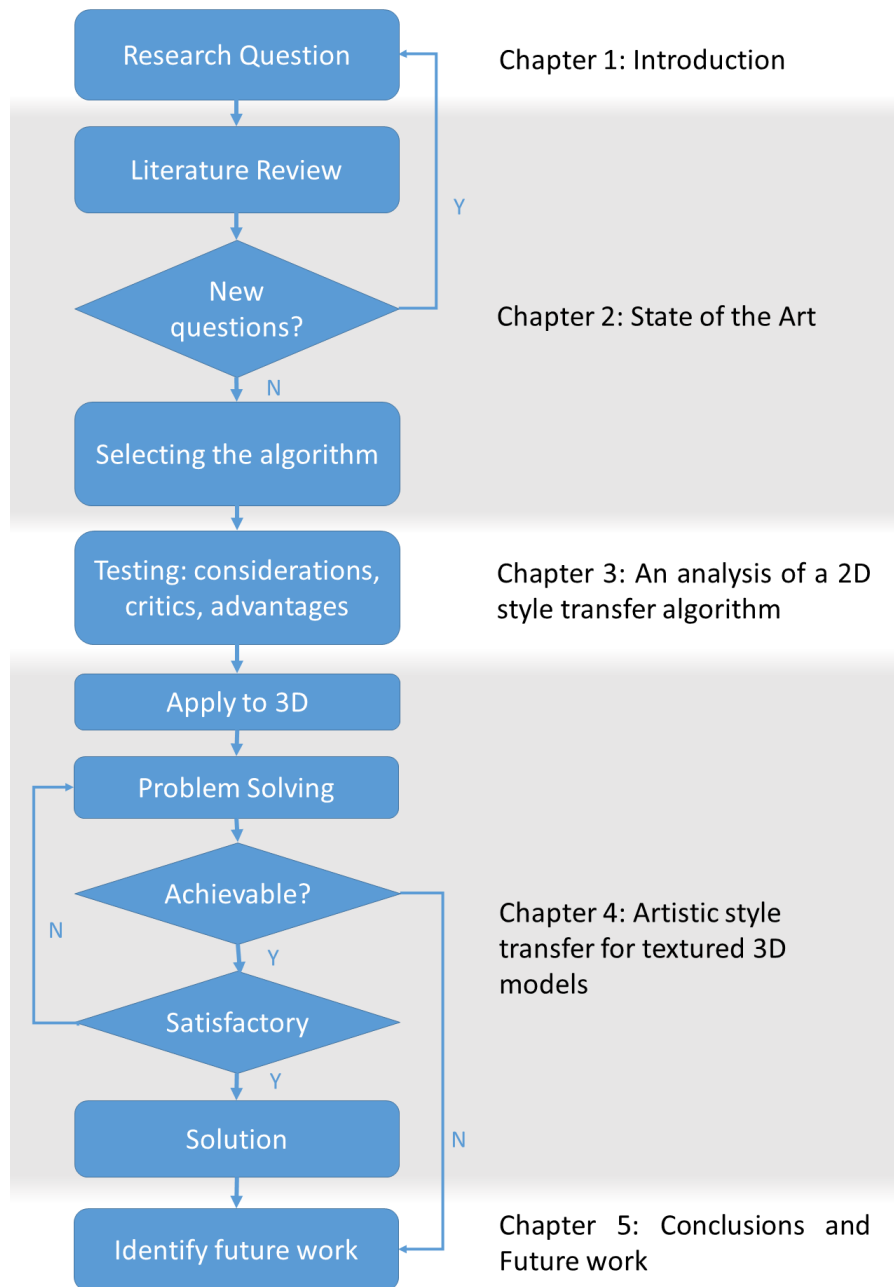 Research Question
Chapter 1: Introduction
Literature Review
Y
New
questions?
Chapter 2: State of the Art
N
Selecting the algorithm
Testing: considerations,
critics, advantages
Chapter 3: An analysis of a 2D
style transfer algorithm
Apply to 3D
Problem Solving
Achievable?
N
Y
Chapter 4: Artistic style
transfer for textured 3D
models
Satisfactory
Y
Solution
N
Identify future work
Chapter 5: Conclusions and
Future work